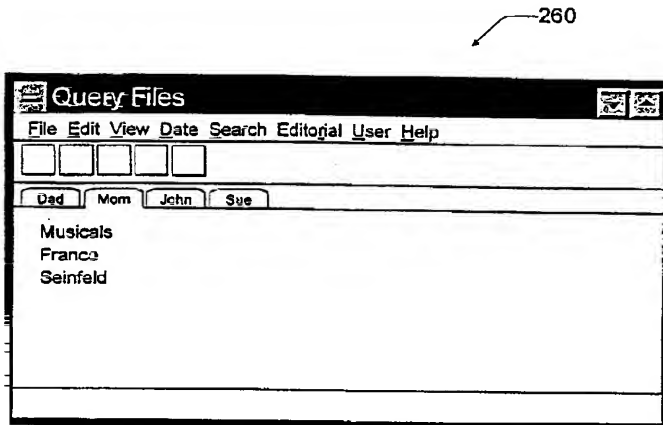 260
Query Files
File Edit View Date Search Editorial User Help
Dad Mom John Sue
Musicals
France
Seinfeld